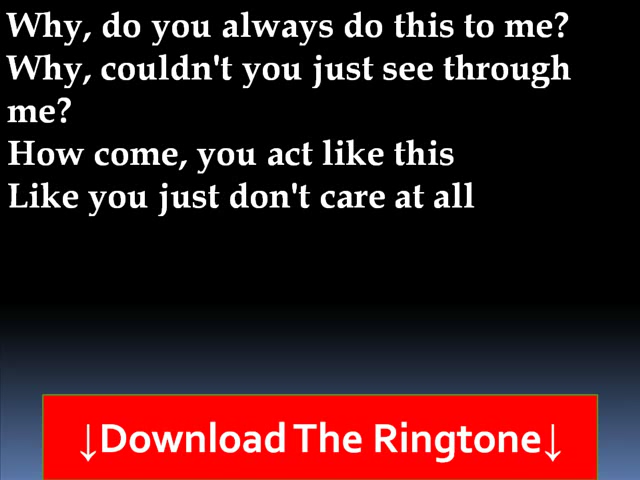 Why, do you always do this to me?
Why, couldn't you just see through
me?
How come, you act like this
Like you just don't care at all
↓Download The Ringtone↓